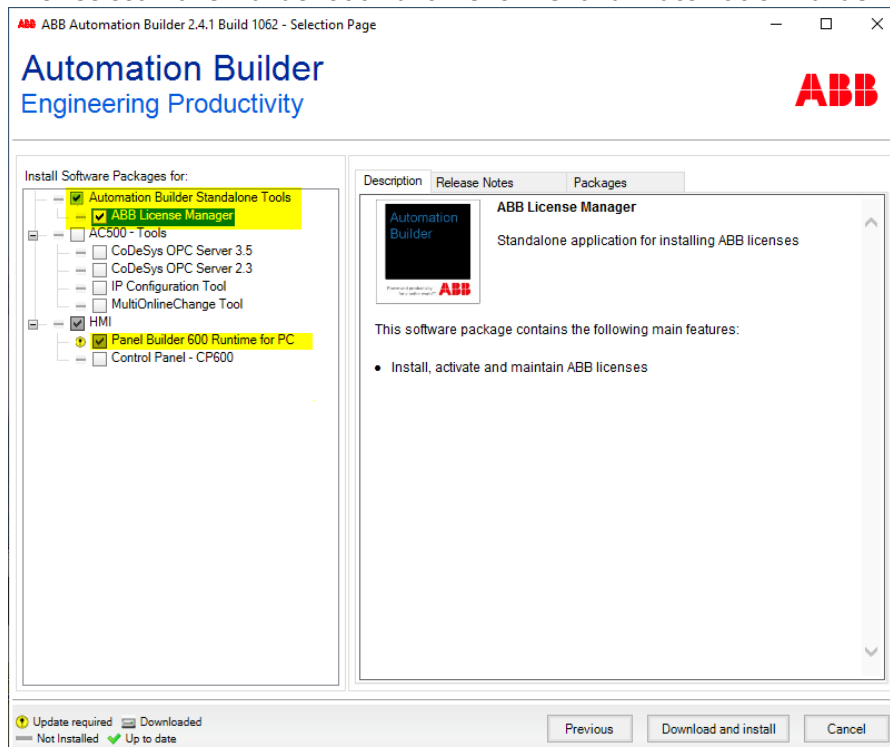 ABB Automation Builder 2.4.1 Build 1062 - Selection Page
Automation Builder
Engineering Productivity
ABB
Install Software Packages for:
Automation Builder Standalone Tools
ABB License Manager
AC500 - Tools
CoDeSys OPC Server 3.5
CoDeSys OPC Server 2.3
IP Configuration Tool
MultiOnlineChange Tool
HMI
Panel Builder 600 Runtime for PC
Control Panel - CP600
Description Release Notes Packages
Automation
Builder
ABB
ABB License Manager
Standalone application for installing ABB licenses
This software package contains the following main features:
• Install, activate and maintain ABB licenses
Update required Downloaded
Not Installed Up to date
Previous Download and install Cancel